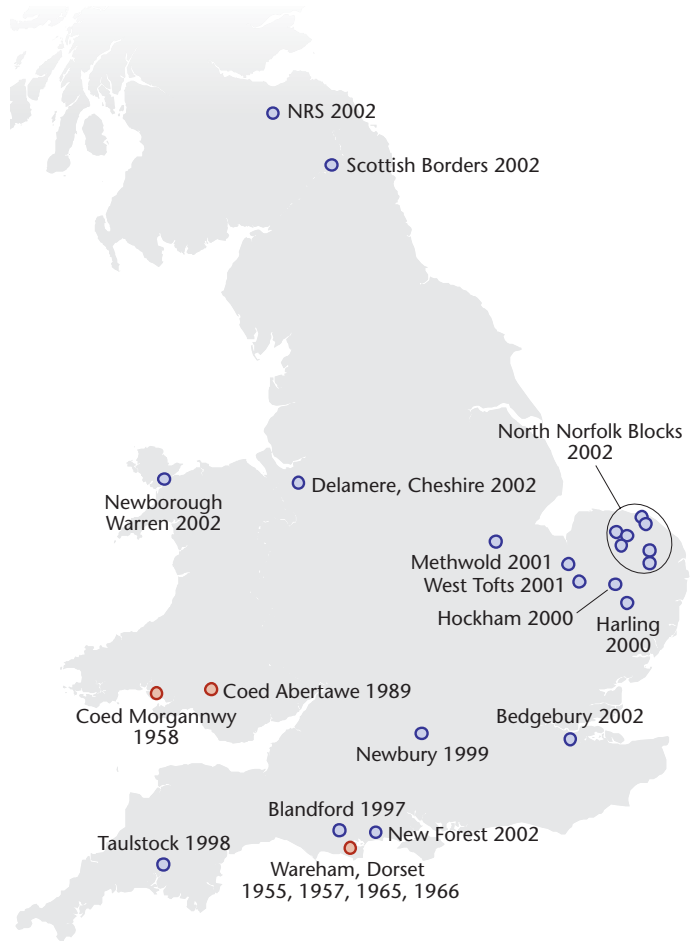 NRS 2002
Scottish Borders 2002
North Norfolk Blocks
2002
Delamere, Cheshire 2002
Newborough
Warren 2002
Methwold 2001
West Tofts 2001
Hockham 2000
Harling
2000
Coed Abertawe 1989
Coed Morgannwy
1958
Bedgebury 2002
Newbury 1999
Blandford 1997
New Forest 2002
Taulstock 1998
Wareham, Dorset
1955, 1957, 1965, 1966